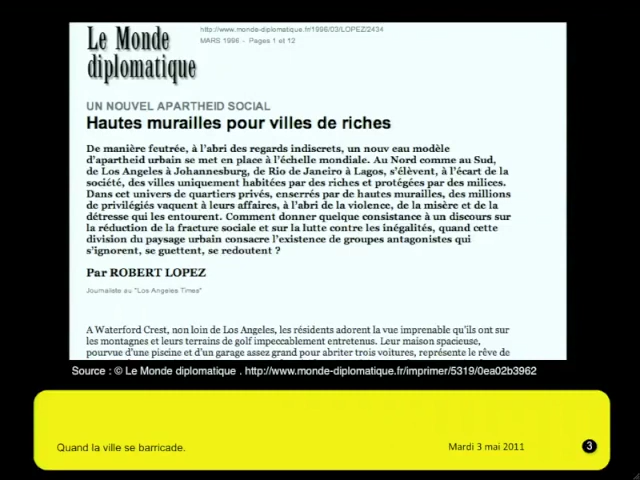 Le Monde
diplomatique
http://www.monde-diplomatique.fr/1996/03/LOPEZ/2434
MARS 1996 - Pages 1 et 12
UN NOUVEL APARTHEID SOCIAL
Hautes murailles pour villes de riches
De manière feutrée, à l'abri des regards indiscrets, un nouv eau modèle
d'apartheid urbain se met en place à l'échelle mondiale. Au Nord comme au Sud,
de Los Angeles à Johannesburg, de Rio de Janeiro à Lagos, s'élèvent, à l'écart de la
société, des villes uniquement habitées par des riches et protégées par des milices.
Dans cet univers de quartiers privés, enserrés par de hautes murailles, des millions
de privilégiés vaquent à leurs affaires, à l'abri de la violence, de la misère et de la
détresse qui les entourent. Comment donner quelque consistance à un discours sur
la réduction de la fracture sociale et sur la lutte contre les inégalités, quand cette
division du paysage urbain consacre l'existence de groupes antagonistes qui
s'ignorent, se guettent, se redoutent ?
Par ROBERT LOPEZ
Journaliste au "Los Angeles Times"
A Waterford Crest, non loin de Los Angeles, les résidents adorent la vue imprenable qu'ils ont sur
les montagnes et leurs terrains de golf impeccablement entretenus. Leur maison spacieuse,
pourvue d'une piscine et d'un garage assez grand pour abriter trois voitures, représente le rêve de
Source : © Le Monde diplomatique . http://www.monde-diplomatique.fr/imprimer/5319/0ea02b3962
Quand la ville se barricade.
Mardi 3 mai 2011
3